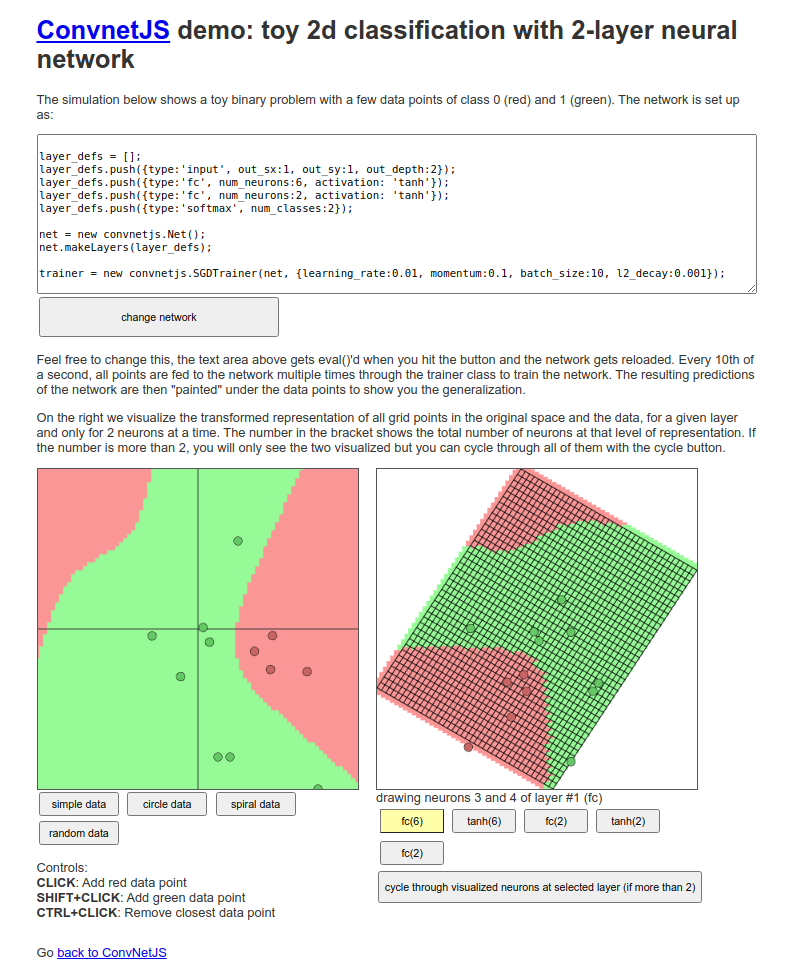 ConvnetJS demo: toy 2d classification with 2-layer neural
network
The simulation below shows a toy binary problem with a few data points of class 0 (red) and 1 (green). The network is set up
as:
layer_defs = [];
layer_defs.push({type:'input', out_sx:1, out_sy:1, out_depth:2});
layer_defs.push({type:'fc', num_neurons:6, activation: 'tanh'});
layer_defs.push({type:'fc', num_neurons:2, activation: 'tanh'});
layer_defs.push({type:'softmax', num_classes:2});
net = new convnetjs.Net();
net.makeLayers(layer_defs);
trainer = new convnetjs.SGDTrainer(net, {learning_rate:0.01, momentum:0.1, batch_size:10, l2_decay:0.001});
change network
Feel free to change this, the text area above gets eval()'d when you hit the button and the network gets reloaded. Every 10th of
a second, all points are fed to the network multiple times through the trainer class to train the network. The resulting predictions
of the network are then "painted" under the data points to show you the generalization.
On the right we visualize the transformed representation of all grid points in the original space and the data, for a given layer
and only for 2 neurons at a time. The number in the bracket shows the total number of neurons at that level of representation. If
the number is more than 2, you will only see the two visualized but you can cycle through all of them with the cycle button.
simple data
circle data
spiral data
random data
drawing neurons 3 and 4 of layer #1 (fc)
fc(6)
tanh(6)
fc(2)
tanh(2)
fc(2)
cycle through visualized neurons at selected layer (if more than 2)
Controls:
CLICK: Add red data point
SHIFT+CLICK: Add green data point
CTRL+CLICK: Remove closest data point
Go back to ConvNetJS